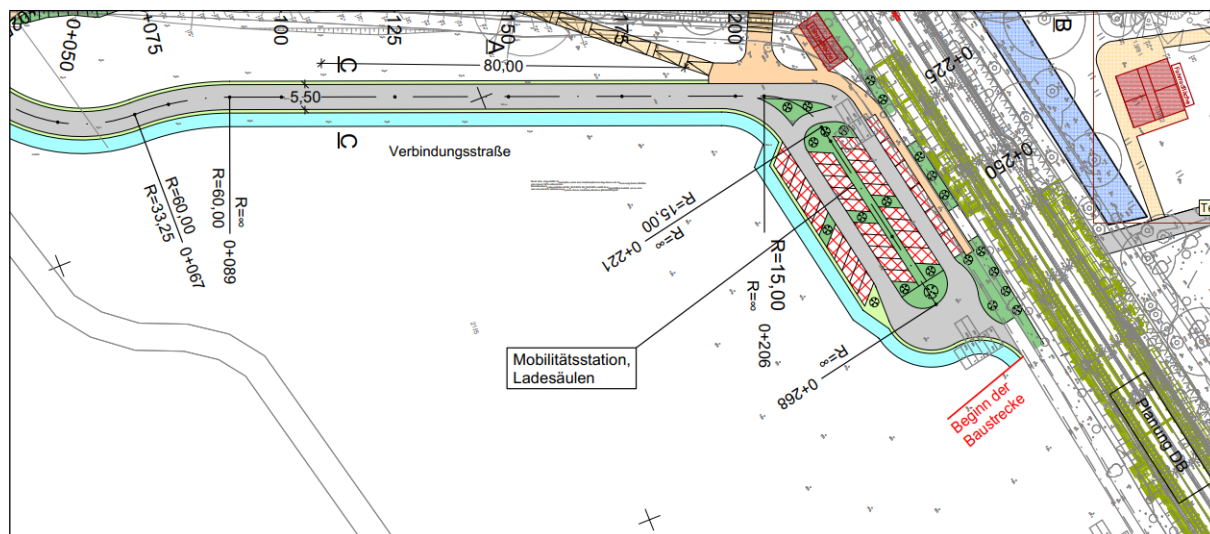 0+050
+075
100
125
150
175
200
A
80,00
C
5,50
C
Verbindungsstraße
R=60,00
R=33,25
0+067
R=∞
R=60,00
0+089
R=15,00
R=∞
0+221
R=15,00
R=∞
0+206
R=∞
0+268
Mobilitätsstation,
Ladesäulen
Beginn der
Baustrecke
0+225
0+250
B
Planung DB